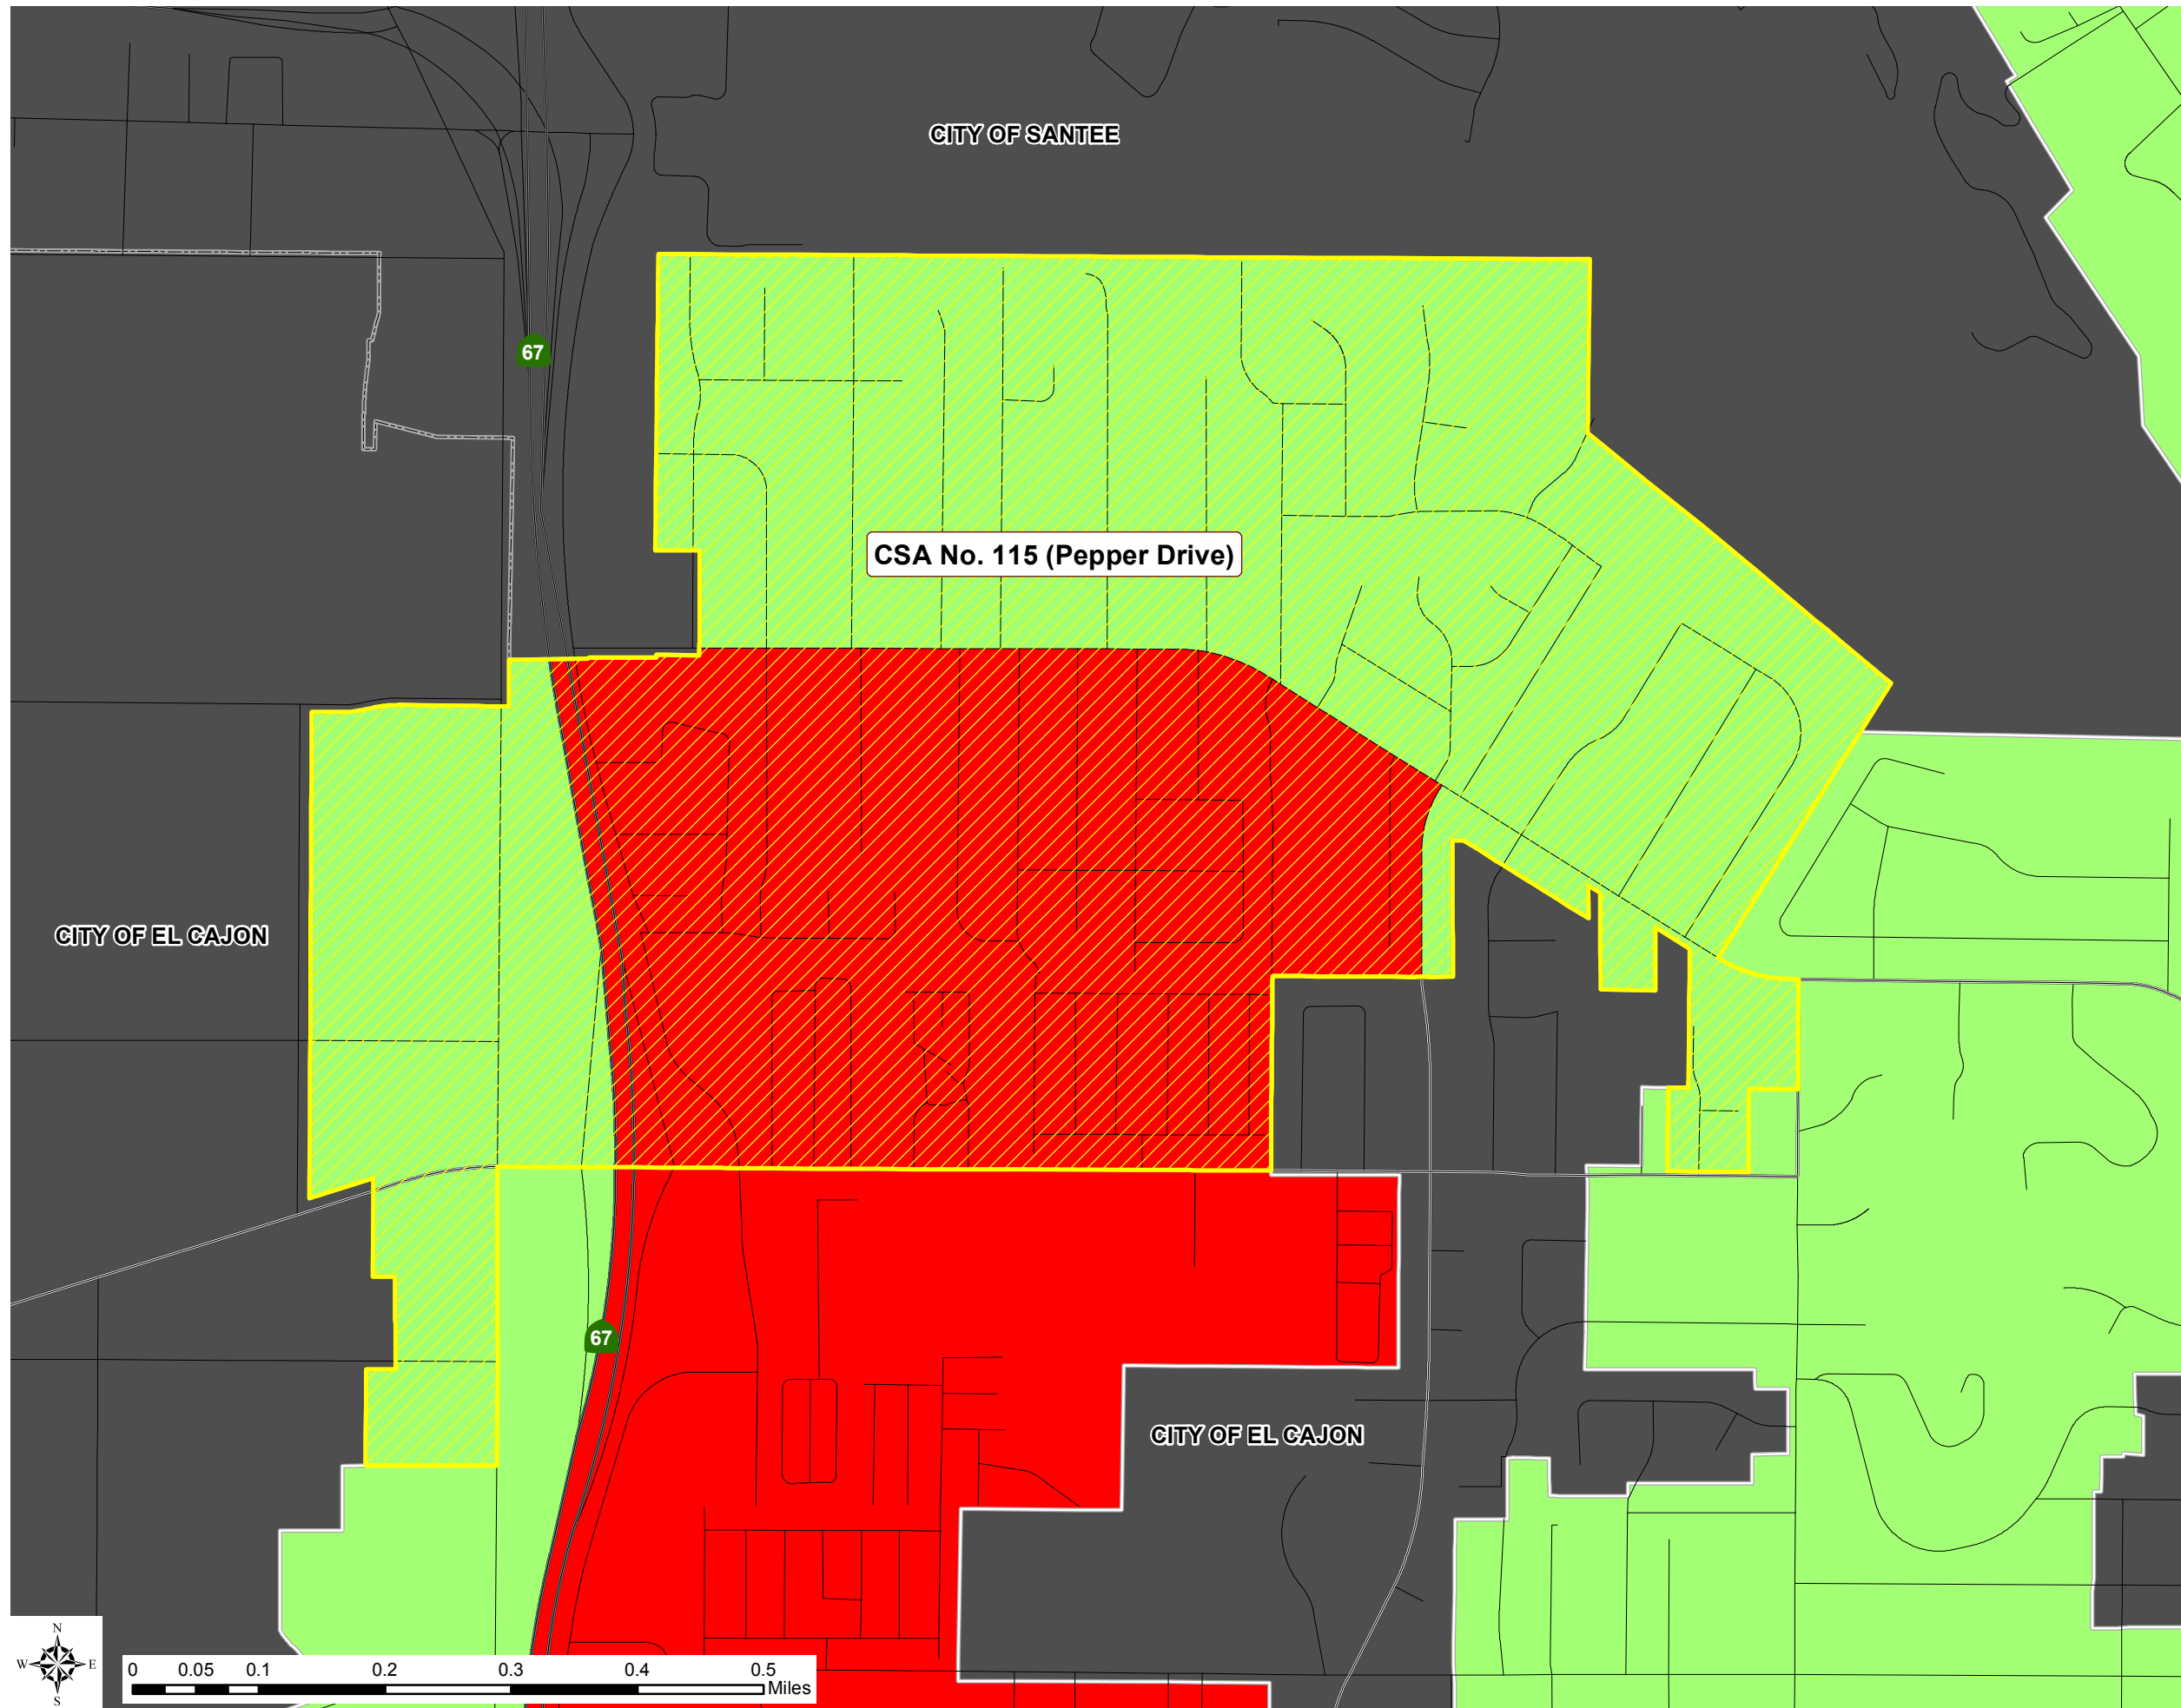 CITY OF SANTEE
67
CSA No. 115 (Pepper Drive)
CITY OF EL CAJON
67
CITY OF EL CAJON
N
W E
S
0 0.05 0.1 0.2 0.3 0.4 0.5
Miles